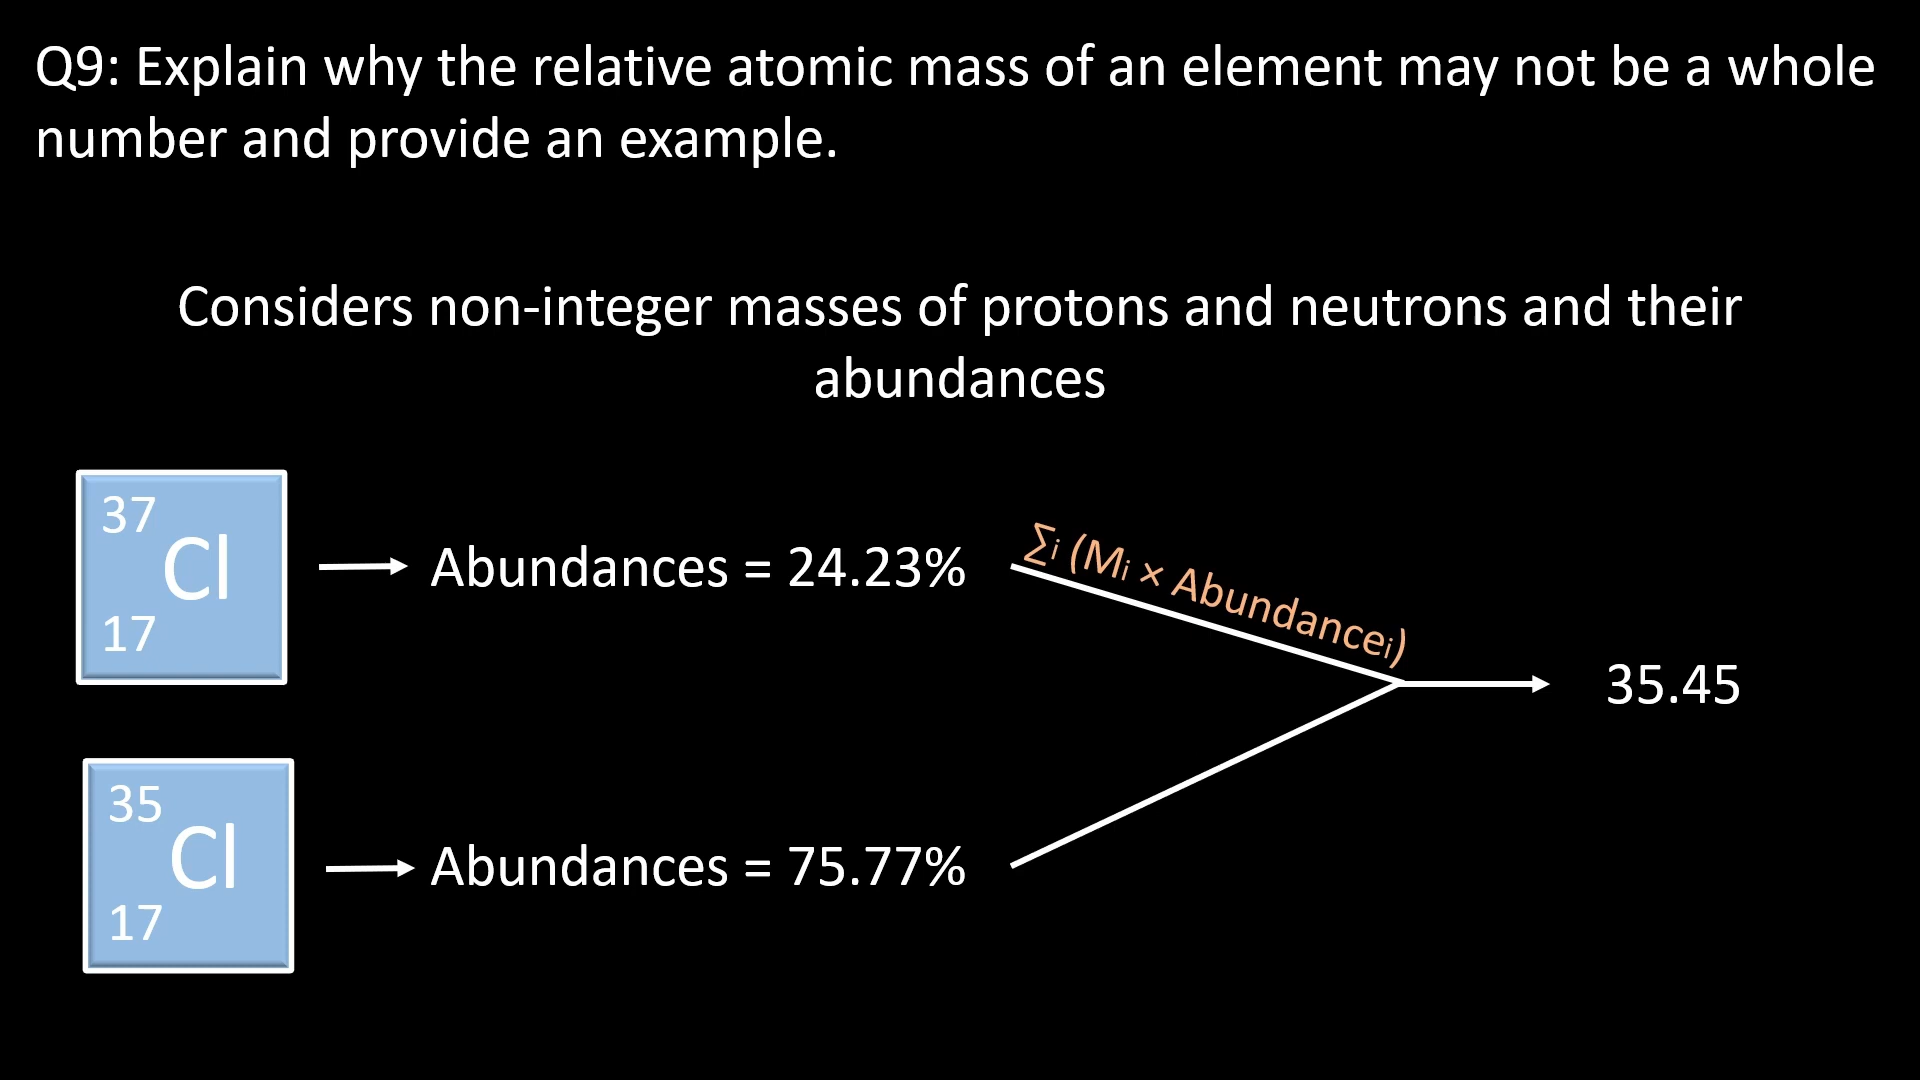 Q9: Explain why the relative atomic mass of an element may not be a whole
number and provide an example.
Considers non-integer masses of protons and neutrons and their
abundances
37
Cl
17
Abundances = 24.23%
∑i (Mi × Abundancei)
35.45
35
Cl
17
Abundances = 75.77%